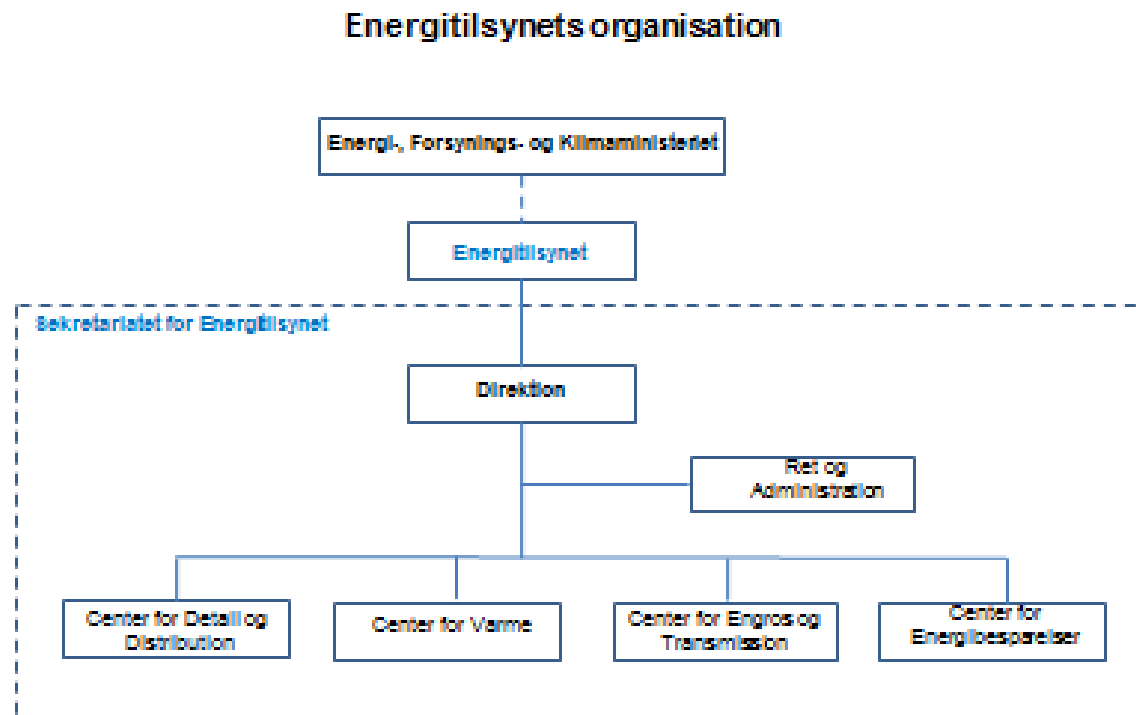 Energitilsynets organisation
Energi-, Forsynings- og Klimaministeriet
Energitilsynet
Sekretariatet for Energitilsynet
Direktion
Ret og
Administration
Center for Detail og
Distribution
Center for Varme
Center for Engros og
Transmission
Center for
Energibesparelser